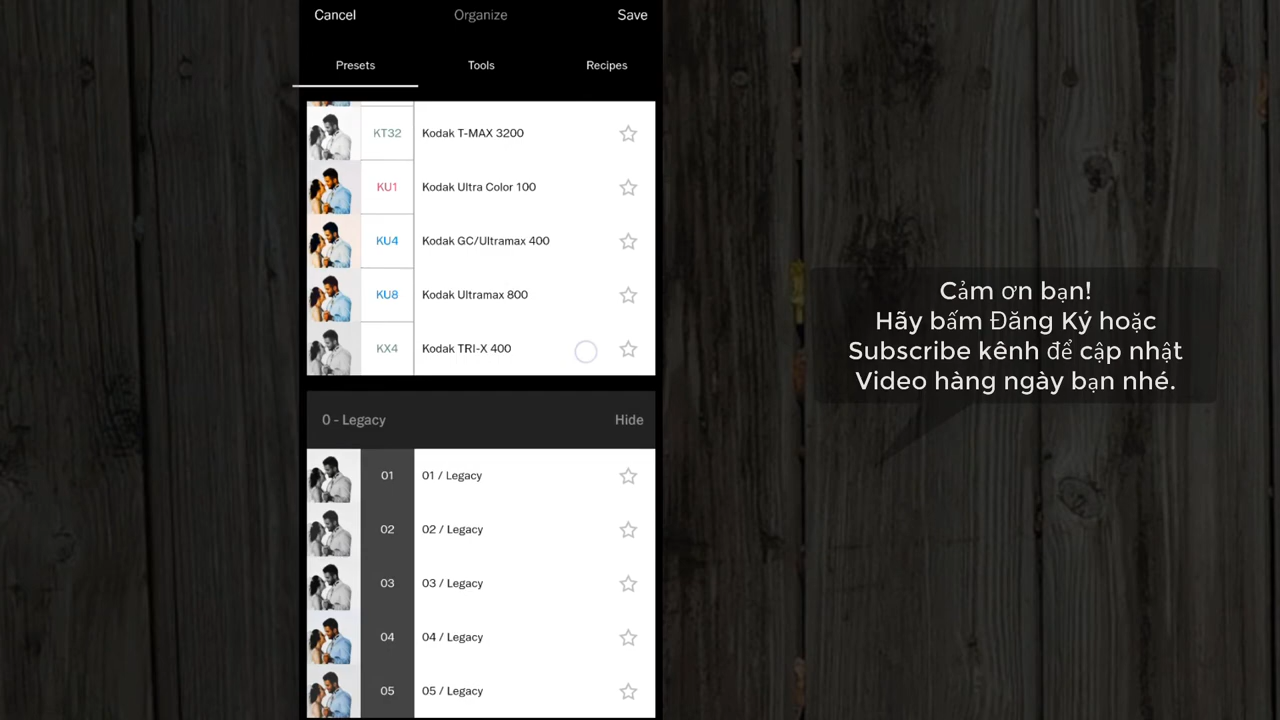 Cancel Organize Save
Presets Tools Recipes
KT32 Kodak T-MAX 3200
KU1 Kodak Ultra Color 100
KU4 Kodak GC/Ultramax 400
KU8 Kodak Ultramax 800
KX4 Kodak TRI-X 400
0 - Legacy Hide
01 01 / Legacy
02 02 / Legacy
03 03 / Legacy
04 04 / Legacy
05 05 / Legacy
Cảm ơn bạn!
Hãy bấm Đăng Ký hoặc
Subscribe kênh để cập nhật
Video hàng ngày bạn nhé.